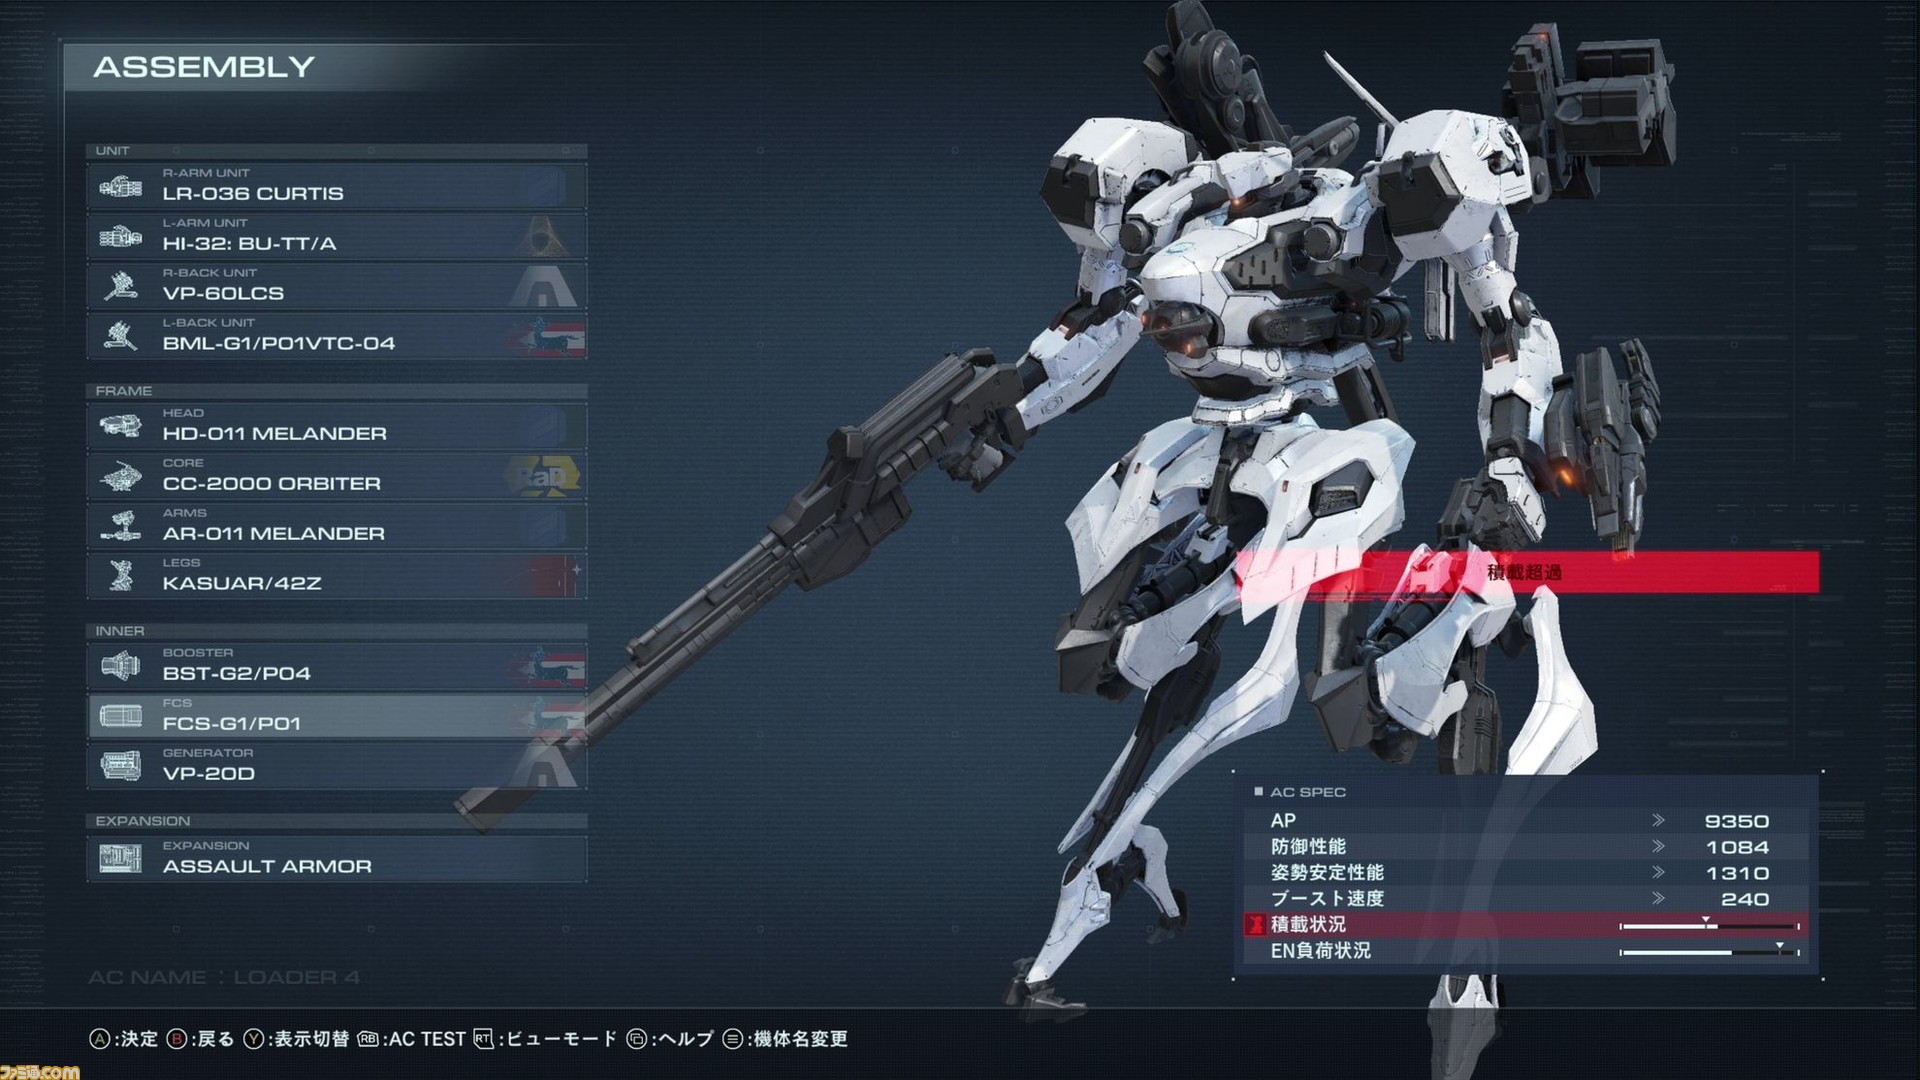 ASSEMBLY
UNIT
R-ARM UNIT
LR-036 CURTIS
L-ARM UNIT
HI-32: BU-TT/A
R-BACK UNIT
VP-60LCS
L-BACK UNIT
BML-G1/P01VTC-04
FRAME
HEAD
HD-011 MELANDER
CORE
CC-2000 ORBITER
RaD
ARMS
AR-011 MELANDER
LEGS
KASUAR/42Z
INNER
BOOSTER
BST-G2/P04
FCS
FCS-G1/P01
GENERATOR
VP-20D
EXPANSION
EXPANSION
ASSAULT ARMOR
AC NAME : LOADER 4
積載超過
AC SPEC
AP 9350
防御性能 1084
姿勢安定性能 1310
ブースト速度 240
積載状況
EN負荷状況
A:決定 B:戻る Y:表示切替 RB:AC TEST RT:ビューモード :ヘルプ :機体名変更
ファミ通.com